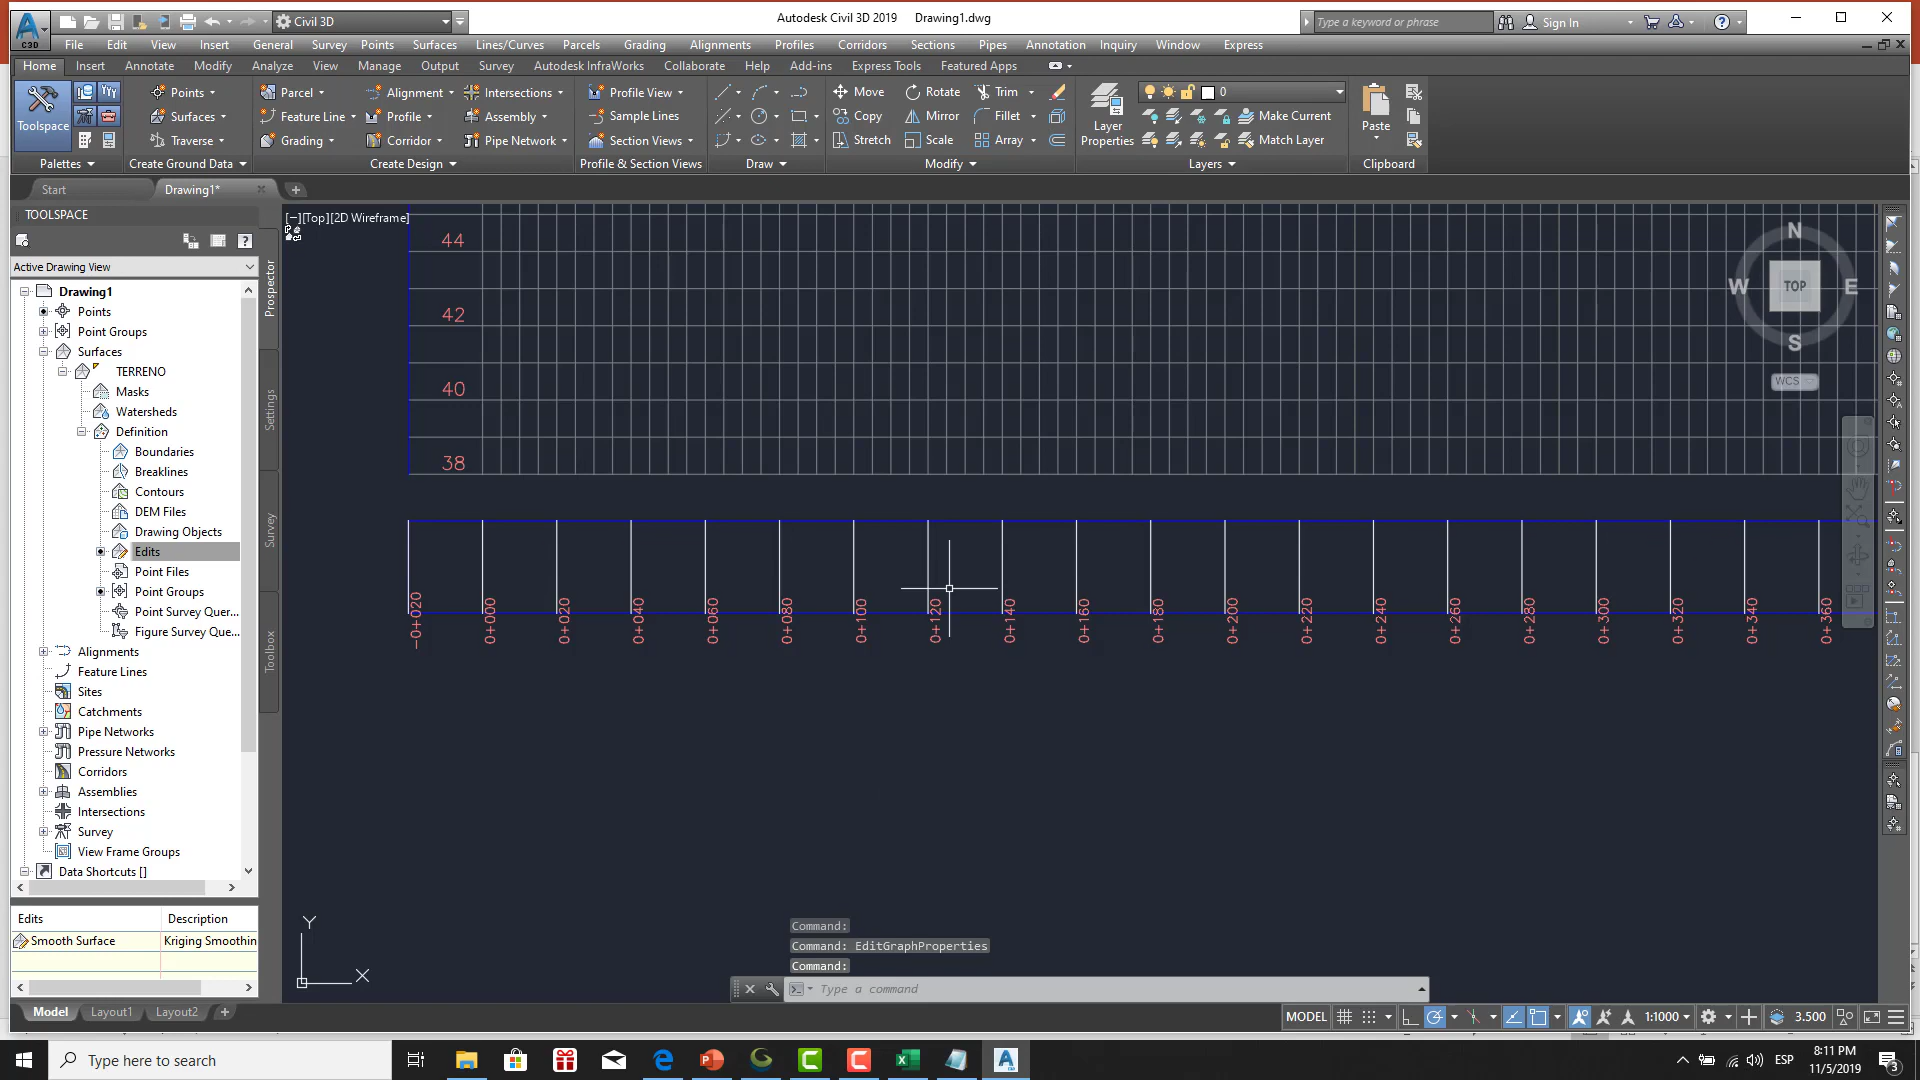 C3D
Civil 3D
Autodesk Civil 3D 2019 Drawing1.dwg
Type a keyword or phrase
Sign In
File Edit View Insert General Survey Points Surfaces Lines/Curves Parcels Grading Alignments Profiles Corridors Sections Pipes Annotation Inquiry Window Express
Home Insert Annotate Modify Analyze View Manage Output Survey Autodesk InfraWorks Collaborate Help Add-ins Express Tools Featured Apps
Points Parcel Alignment Intersections Profile View Move Rotate Trim 0
Toolspace Surfaces Feature Line Profile Assembly Sample Lines Copy Mirror Fillet Layer Properties Make Current Paste
Traverse Grading Corridor Pipe Network Section Views Stretch Scale Array Match Layer
Palettes Create Ground Data Create Design Profile & Section Views Draw Modify Layers Clipboard
Start Drawing1*
TOOLSPACE
Active Drawing View
Prospector
Settings
Survey
Toolbox
Drawing1
Points
Point Groups
Surfaces
TERRENO
Masks
Watersheds
Definition
Boundaries
Breaklines
Contours
DEM Files
Drawing Objects
Edits
Point Files
Point Groups
Point Survey Quer...
Figure Survey Que...
Alignments
Feature Lines
Sites
Catchments
Pipe Networks
Pressure Networks
Corridors
Assemblies
Intersections
Survey
View Frame Groups
Data Shortcuts []
Edits Description
Smooth Surface Kriging Smoothin
[−][Top][2D Wireframe]
44
42
40
38
-0+020 0+000 0+020 0+040 0+060 0+080 0+100 0+120 0+140 0+160 0+180 0+200 0+220 0+240 0+260 0+280 0+300 0+320 0+340 0+360
N
W TOP E
S
WCS
Y
X
Command:
Command: EditGraphProperties
Command:
Type a command
Model Layout1 Layout2
MODEL 1:1000 3.500
Type here to search
ESP
8:11 PM
11/5/2019
3